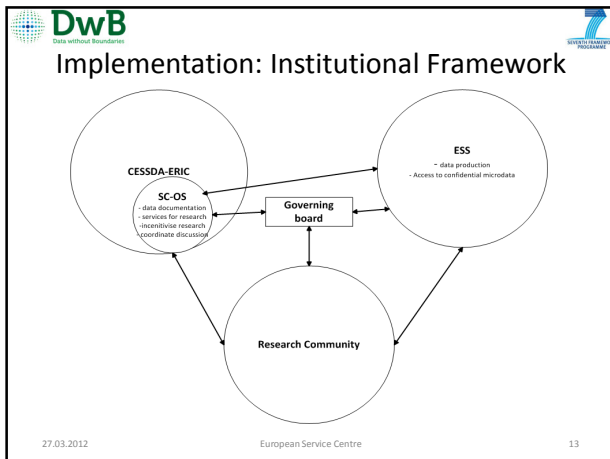 DwB
Data without Boundaries
SEVENTH FRAMEWORK
PROGRAMME
Implementation: Institutional Framework
CESSDA-ERIC
SC-OS
- data documentation
- services for research
-incenitivise research
- coordinate discussion
Governing
board
ESS
- data production
- Access to confidential microdata
Research Community
27.03.2012
European Service Centre
13